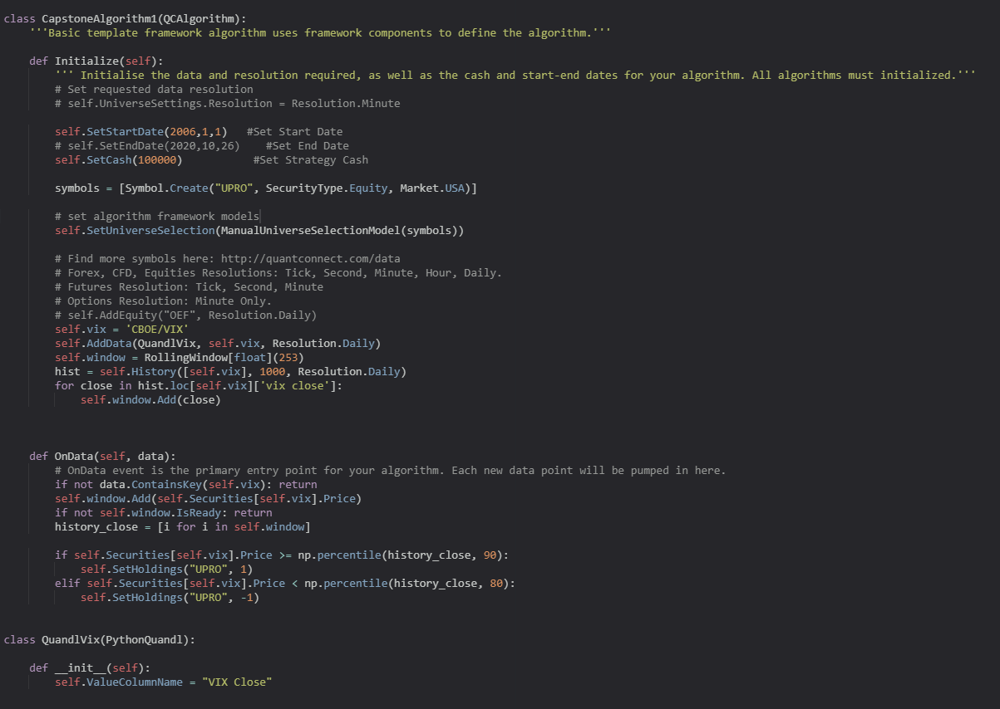 class CapstoneAlgorithm1(QCAlgorithm):
    '''Basic template framework algorithm uses framework components to define the algorithm.'''

    def Initialize(self):
        ''' Initialise the data and resolution required, as well as the cash and start-end dates for your algorithm. All algorithms must initialized.'''
        # Set requested data resolution
        # self.UniverseSettings.Resolution = Resolution.Minute

        self.SetStartDate(2006,1,1)   #Set Start Date
        # self.SetEndDate(2020,10,26)    #Set End Date
        self.SetCash(100000)           #Set Strategy Cash

        symbols = [Symbol.Create("UPRO", SecurityType.Equity, Market.USA)]

        # set algorithm framework models
        self.SetUniverseSelection(ManualUniverseSelectionModel(symbols))

        # Find more symbols here: http://quantconnect.com/data
        # Forex, CFD, Equities Resolutions: Tick, Second, Minute, Hour, Daily.
        # Futures Resolution: Tick, Second, Minute
        # Options Resolution: Minute Only.
        # self.AddEquity("OEF", Resolution.Daily)
        self.vix = 'CBOE/VIX'
        self.AddData(QuandlVix, self.vix, Resolution.Daily)
        self.window = RollingWindow[float](253)
        hist = self.History([self.vix], 1000, Resolution.Daily)
        for close in hist.loc[self.vix]['vix close']:
            self.window.Add(close)

    def OnData(self, data):
        # OnData event is the primary entry point for your algorithm. Each new data point will be pumped in here.
        if not data.ContainsKey(self.vix): return
        self.window.Add(self.Securities[self.vix].Price)
        if not self.window.IsReady: return
        history_close = [i for i in self.window]

        if self.Securities[self.vix].Price >= np.percentile(history_close, 90):
            self.SetHoldings("UPRO", 1)
        elif self.Securities[self.vix].Price < np.percentile(history_close, 80):
            self.SetHoldings("UPRO", -1)

class QuandlVix(PythonQuandl):

    def __init__(self):
        self.ValueColumnName = "VIX Close"